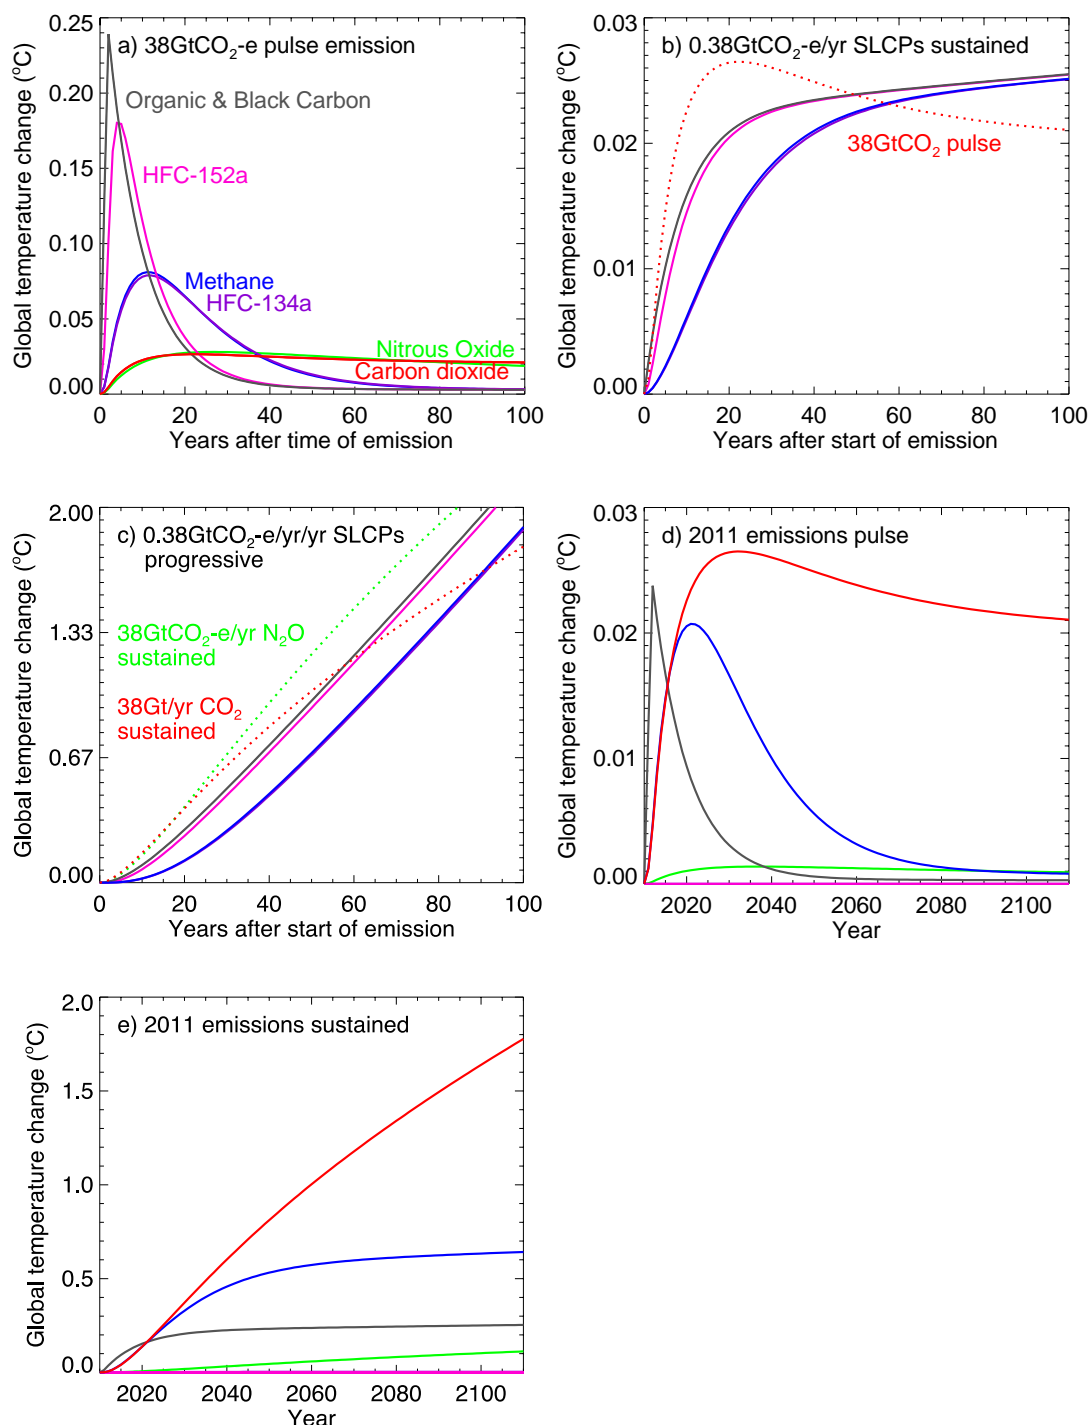 a) 38GtCO₂-e pulse emission
Organic & Black Carbon
HFC-152a
Methane
HFC-134a
Nitrous Oxide
Carbon dioxide
Global temperature change (°C)
0.25
0.20
0.15
0.10
0.05
0.00
0 20 40 60 80 100
Years after time of emission
b) 0.38GtCO₂-e/yr SLCPs sustained
38GtCO₂ pulse
Global temperature change (°C)
0.03
0.02
0.01
0.00
0 20 40 60 80 100
Years after start of emission
c) 0.38GtCO₂-e/yr/yr SLCPs
progressive
38GtCO₂-e/yr N₂O
sustained
38Gt/yr CO₂
sustained
Global temperature change (°C)
2.00
1.33
0.67
0.00
0 20 40 60 80 100
Years after start of emission
d) 2011 emissions pulse
Global temperature change (°C)
0.03
0.02
0.01
0.00
2020 2040 2060 2080 2100
Year
e) 2011 emissions sustained
Global temperature change (°C)
2.0
1.5
1.0
0.5
0.0
2020 2040 2060 2080 2100
Year